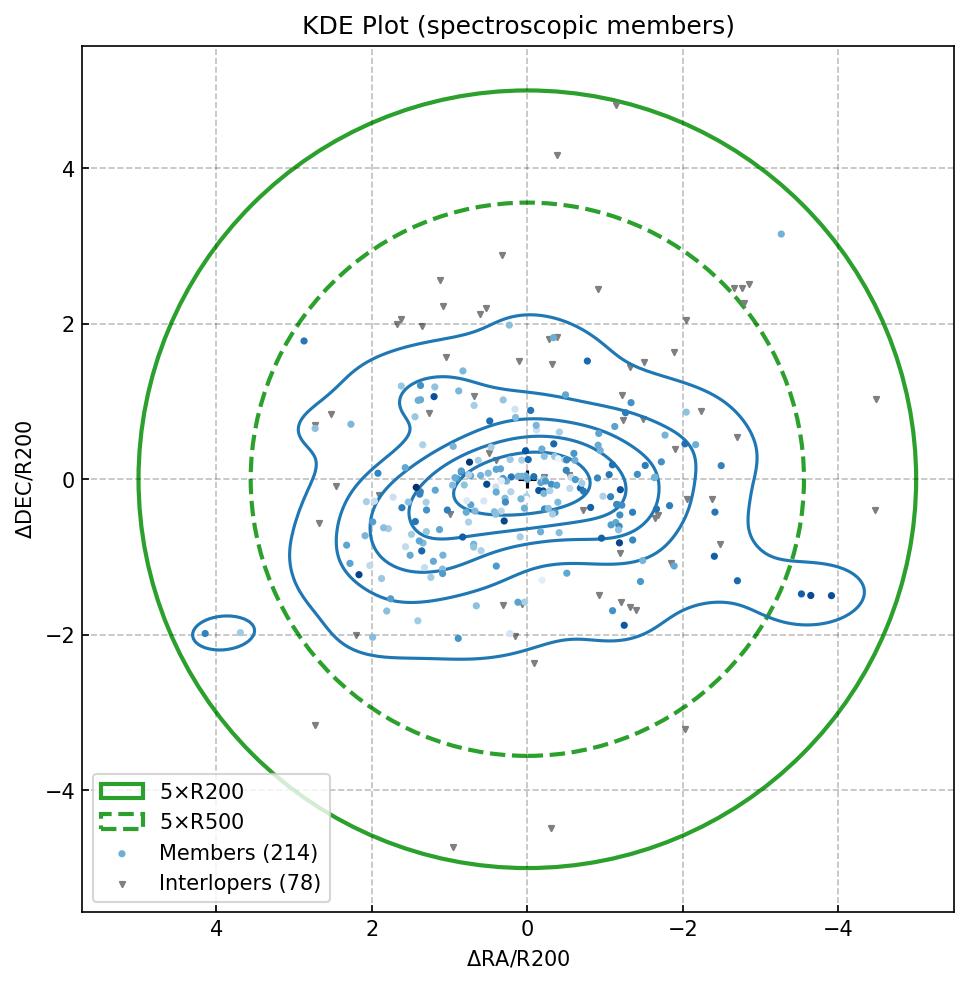 KDE Plot (spectroscopic members)
ΔDEC/R200
4
2
0
−2
−4
5×R200
5×R500
Members (214)
Interlopers (78)
4
2
0
−2
−4
ΔRA/R200